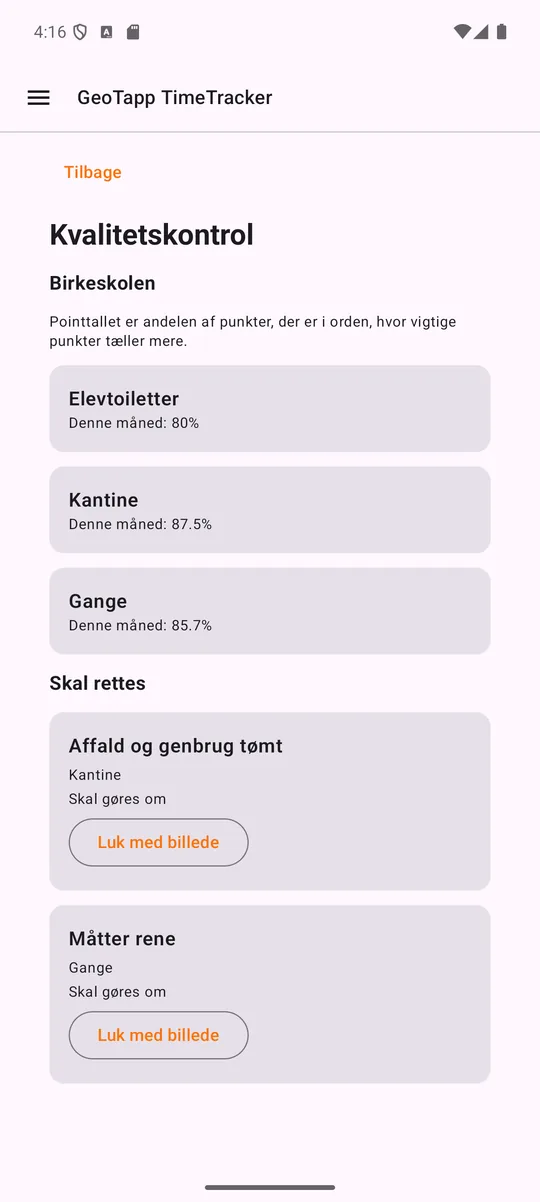 4:16
GeoTapp TimeTracker
Tilbage
Kvalitetskontrol
Birkeskolen
Pointtallet er andelen af punkter, der er i orden, hvor vigtige
punkter tæller mere.
Elevtoiletter
Denne måned: 80%
Kantine
Denne måned: 87.5%
Gange
Denne måned: 85.7%
Skal rettes
Affald og genbrug tømt
Kantine
Skal gøres om
Luk med billede
Måtter rene
Gange
Skal gøres om
Luk med billede